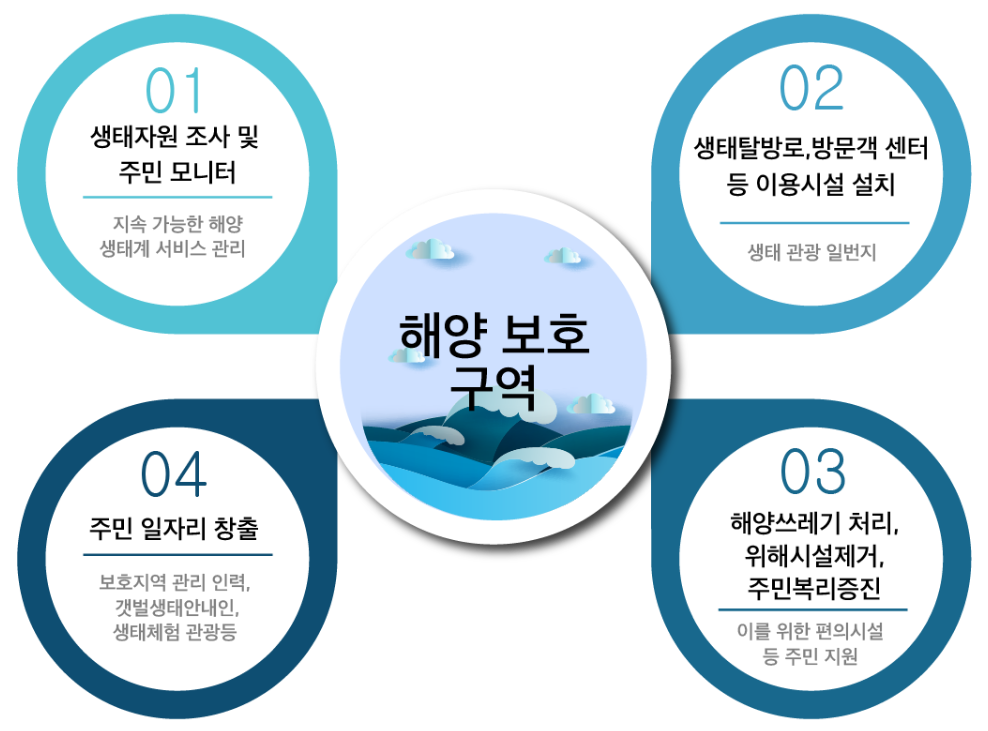 01
생태자원 조사 및
주민 모니터
지속 가능한 해양
생태계 서비스 관리
02
생태탈방로,방문객 센터
등 이용시설 설치
생태 관광 일번지
해양 보호
구역
04
주민 일자리 창출
보호지역 관리 인력,
갯벌생태안내인,
생태체험 관광등
03
해양쓰레기 처리,
위해시설제거,
주민복리증진
이를 위한 편의시설
등 주민 지원